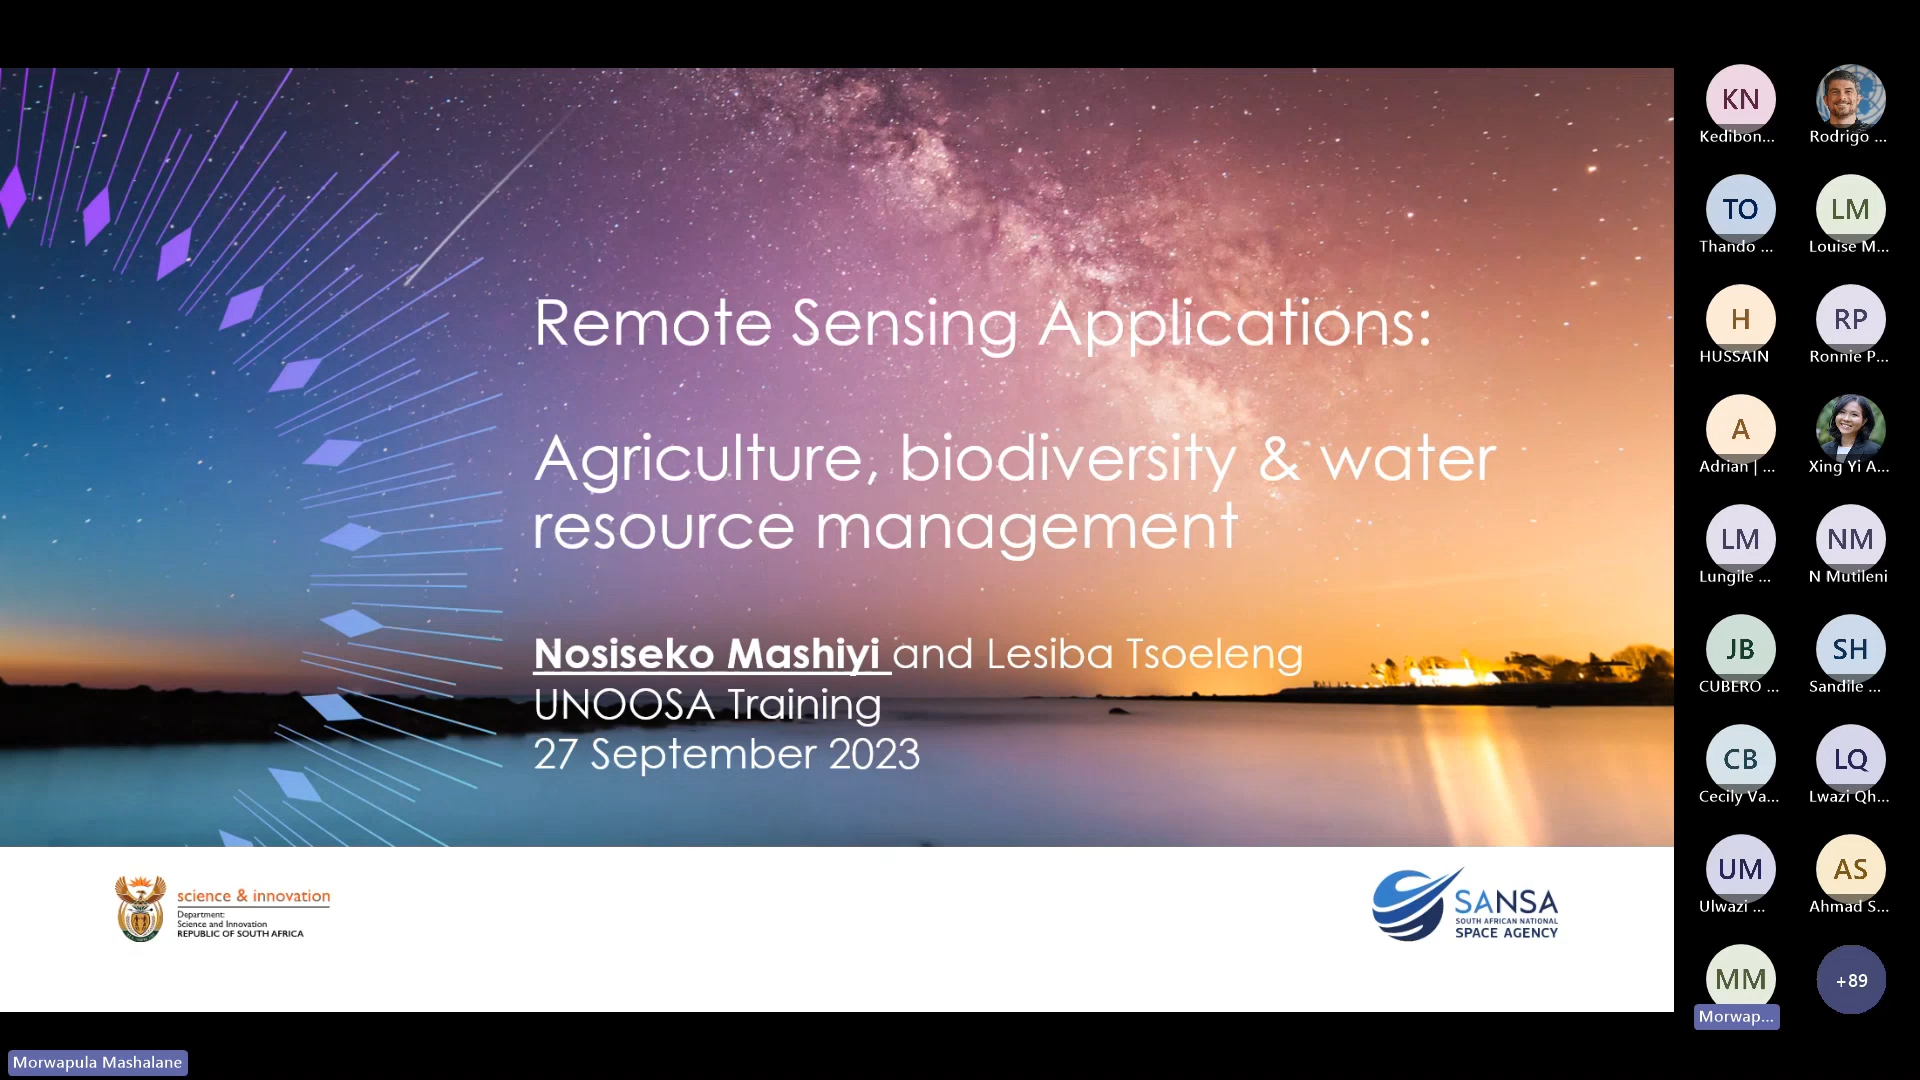 Remote Sensing Applications:
Agriculture, biodiversity & water
resource management
Nosiseko Mashiyi and Lesiba Tsoeleng
UNOOSA Training
27 September 2023
science & innovation
Department:
Science and Innovation
REPUBLIC OF SOUTH AFRICA
SANSA
SOUTH AFRICAN NATIONAL
SPACE AGENCY
KN
Kedibon...
Rodrigo ...
TO
Thando ...
LM
Louise M...
H
HUSSAIN
RP
Ronnie P...
A
Adrian | ...
Xing Yi A...
LM
Lungile ...
NM
N Mutileni
JB
CUBERO ...
SH
Sandile ...
CB
Cecily Va...
LQ
Lwazi Qh...
UM
Ulwazi ...
AS
Ahmad S...
MM
Morwap...
+89
Morwapula Mashalane